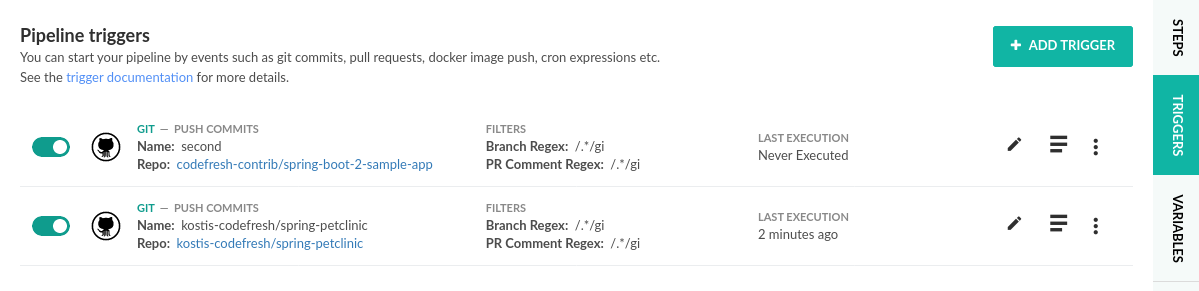 Pipeline triggers
You can start your pipeline by events such as git commits, pull requests, docker image push, cron expressions etc.
See the trigger documentation for more details.
+ ADD TRIGGER
GIT — PUSH COMMITS
Name: second
Repo: codefresh-contrib/spring-boot-2-sample-app
FILTERS
Branch Regex: /.*/gi
PR Comment Regex: /.*/gi
LAST EXECUTION
Never Executed
GIT — PUSH COMMITS
Name: kostis-codefresh/spring-petclinic
Repo: kostis-codefresh/spring-petclinic
FILTERS
Branch Regex: /.*/gi
PR Comment Regex: /.*/gi
LAST EXECUTION
2 minutes ago
STEPS
TRIGGERS
VARIABLES